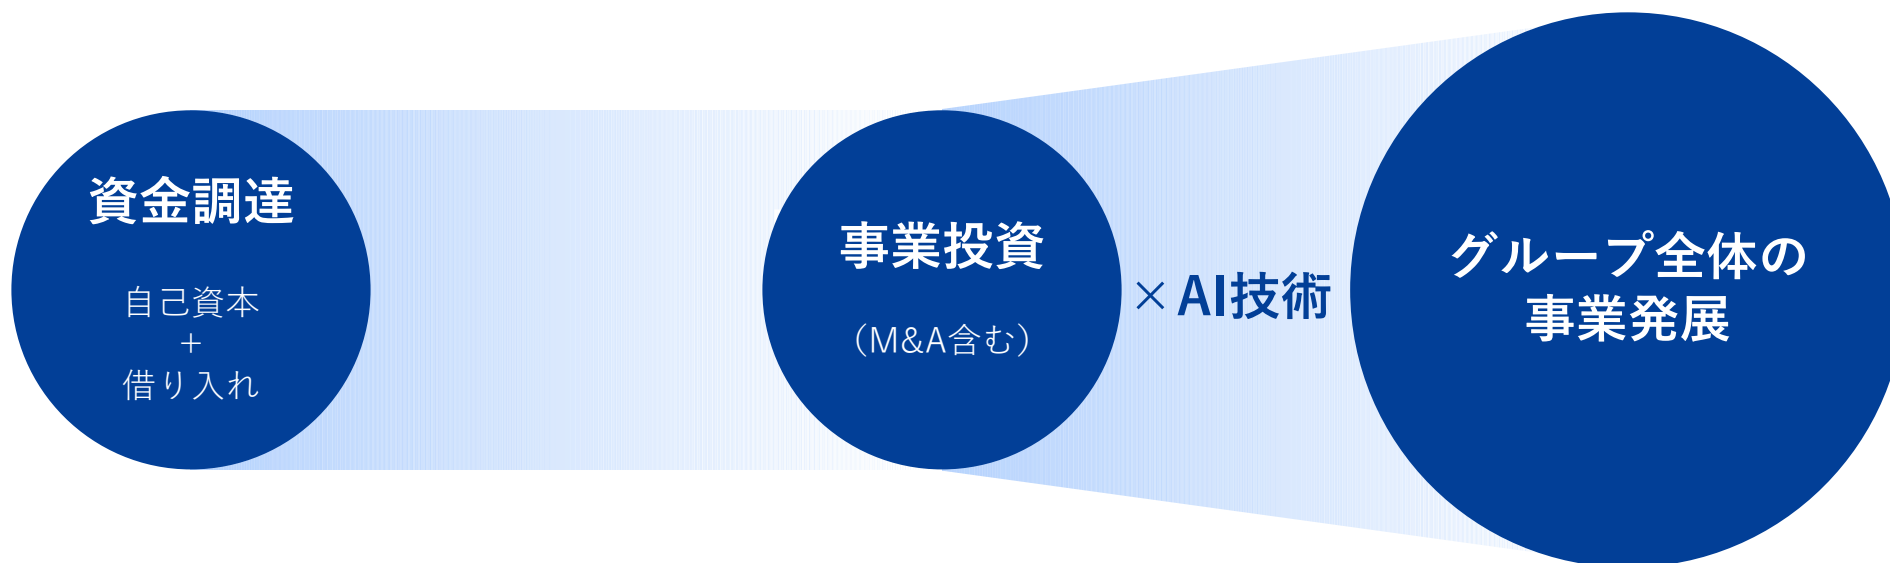 資金調達
自己資本
+
借り入れ
事業投資
（M&A含む）
×AI技術
グループ全体の
事業発展